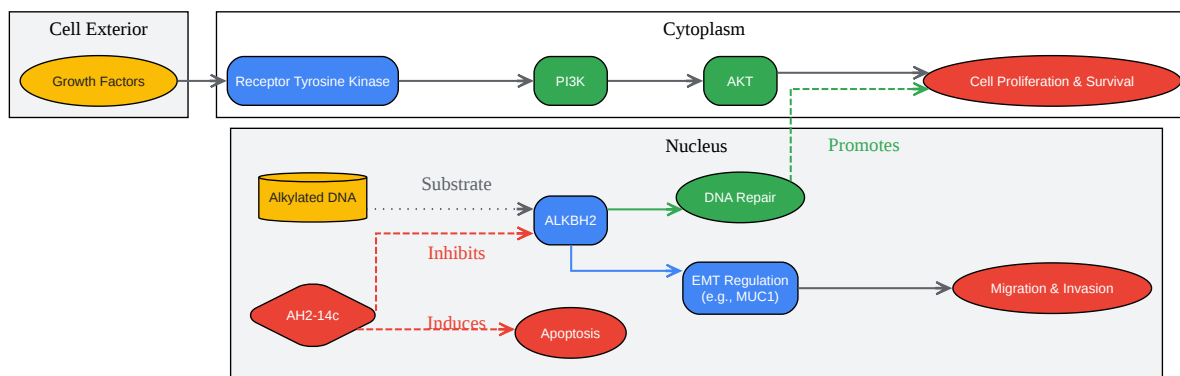 Cell Exterior
Cytoplasm
Growth Factors
Receptor Tyrosine Kinase
PI3K
AKT
Cell Proliferation & Survival
Nucleus
Promotes
Alkylated DNA
Substrate
ALKBH2
DNA Repair
Inhibits
EMT Regulation
(e.g., MUC1)
Migration & Invasion
AH2-14c
Induces
Apoptosis